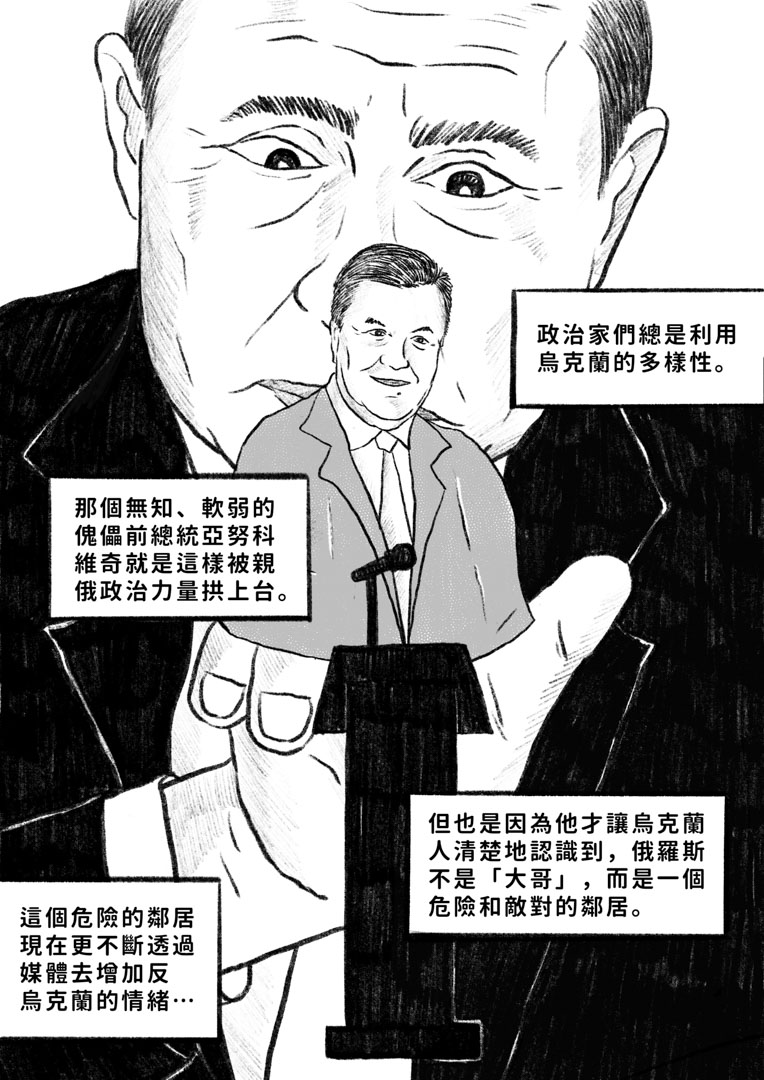 政治家們總是利用
烏克蘭的多樣性。
那個無知、軟弱的
傀儡前總統亞努科
維奇就是這樣被親
俄政治力量拱上台。
但也是因為他才讓烏克蘭
人清楚地認識到，俄羅斯
不是「大哥」，而是一個
危險和敵對的鄰居。
這個危險的鄰居
現在更不斷透過
媒體去增加反
烏克蘭的情緒⋯